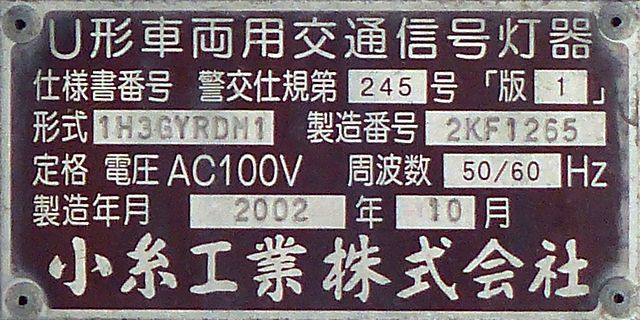 U形車両用交通信号灯器
仕様書番号 警交仕規第 245 号 「版 1 」
形式 1H3GYRDM1 製造番号 2KF1265
定格 電圧 AC100V 周波数 50/60 Hz
製造年月 2002 年 10 月
小糸工業株式会社